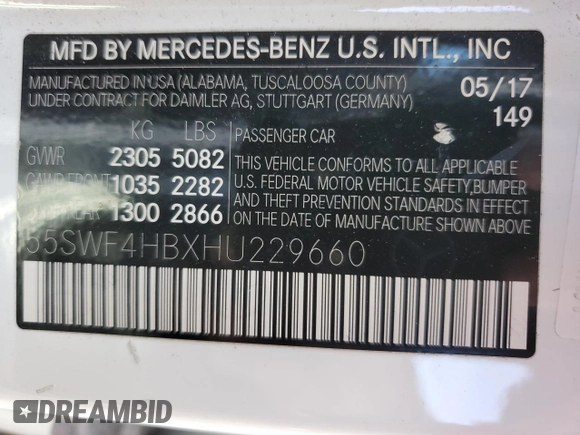 MFD BY MERCEDES-BENZ U.S. INTL., INC
MANUFACTURED IN USA (ALABAMA, TUSCALOOSA COUNTY) 05/17
UNDER CONTRACT FOR DAIMLER AG, STUTTGART (GERMANY) 149
KG LBS PASSENGER CAR
GVWR 2305 5082 THIS VEHICLE CONFORMS TO ALL APPLICABLE
GAWR FRONT 1035 2282 U.S. FEDERAL MOTOR VEHICLE SAFETY, BUMPER
1300 2866 AND THEFT PREVENTION STANDARDS IN EFFECT
ON THE DATE OF MANUFACTURE SHOWN ABOVE.
55SWF4HBXHU229660
DREAMBID